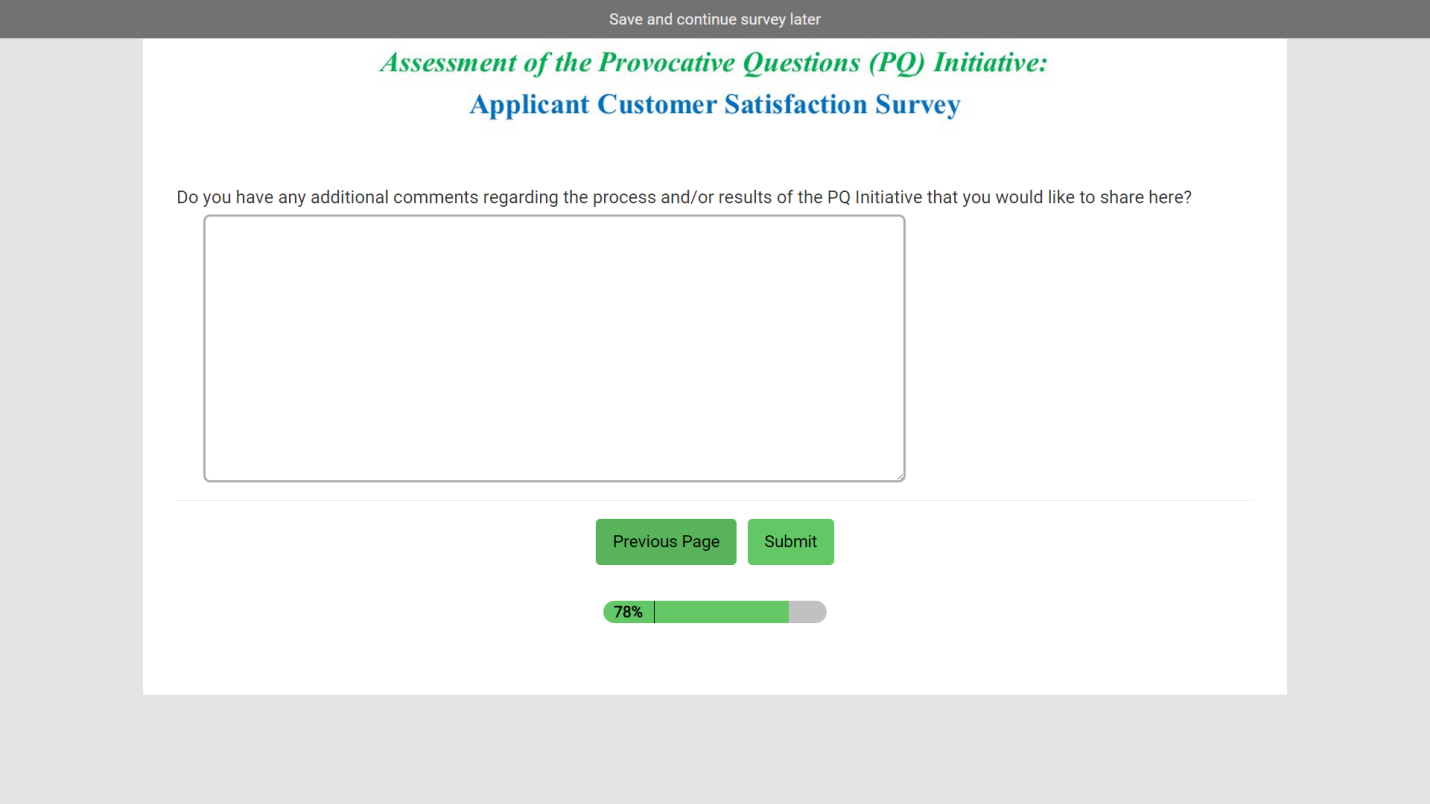 Save and continue survey later
Assessment of the Provocative Questions (PQ) Initiative:
Applicant Customer Satisfaction Survey
Do you have any additional comments regarding the process and/or results of the PQ Initiative that you would like to share here?
Previous Page
Submit
78%